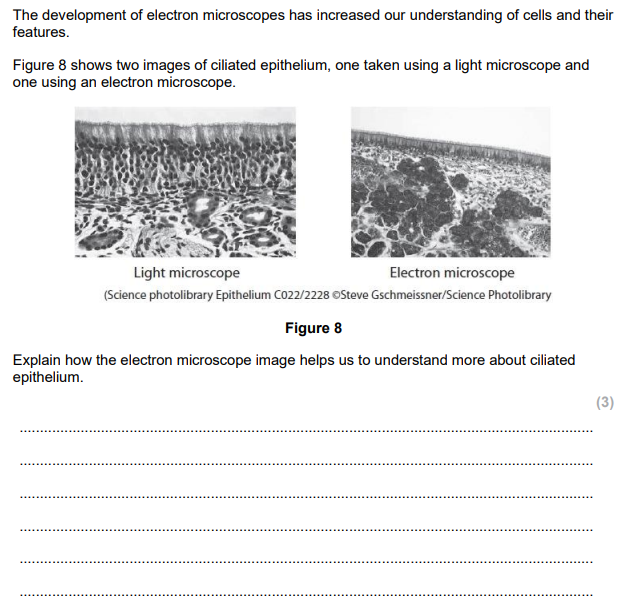 The development of electron microscopes has increased our understanding of cells and their
features.
Figure 8 shows two images of ciliated epithelium, one taken using a light microscope and
one using an electron microscope.
Light microscope
Electron microscope
(Science photolibrary Epithelium C022/2228 ©Steve Gschmeissner/Science Photolibrary
Figure 8
Explain how the electron microscope image helps us to understand more about ciliated
epithelium.
(3)